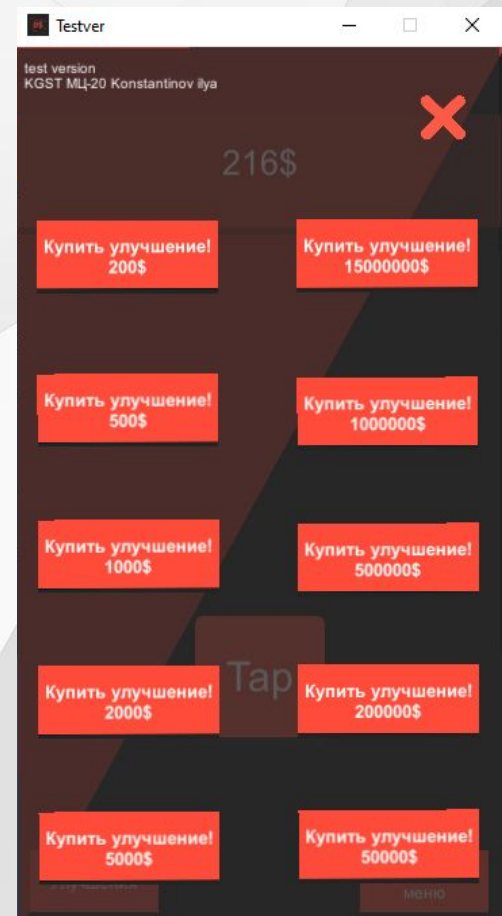 Testver
test version
KGST МЦ-20 Konstantinov ilya
216$
Купить улучшение!
200$
Купить улучшение!
15000000$
Купить улучшение!
500$
Купить улучшение!
1000000$
Купить улучшение!
1000$
Купить улучшение!
500000$
Tap
Купить улучшение!
2000$
Купить улучшение!
200000$
Купить улучшение!
5000$
Купить улучшение!
50000$
меню